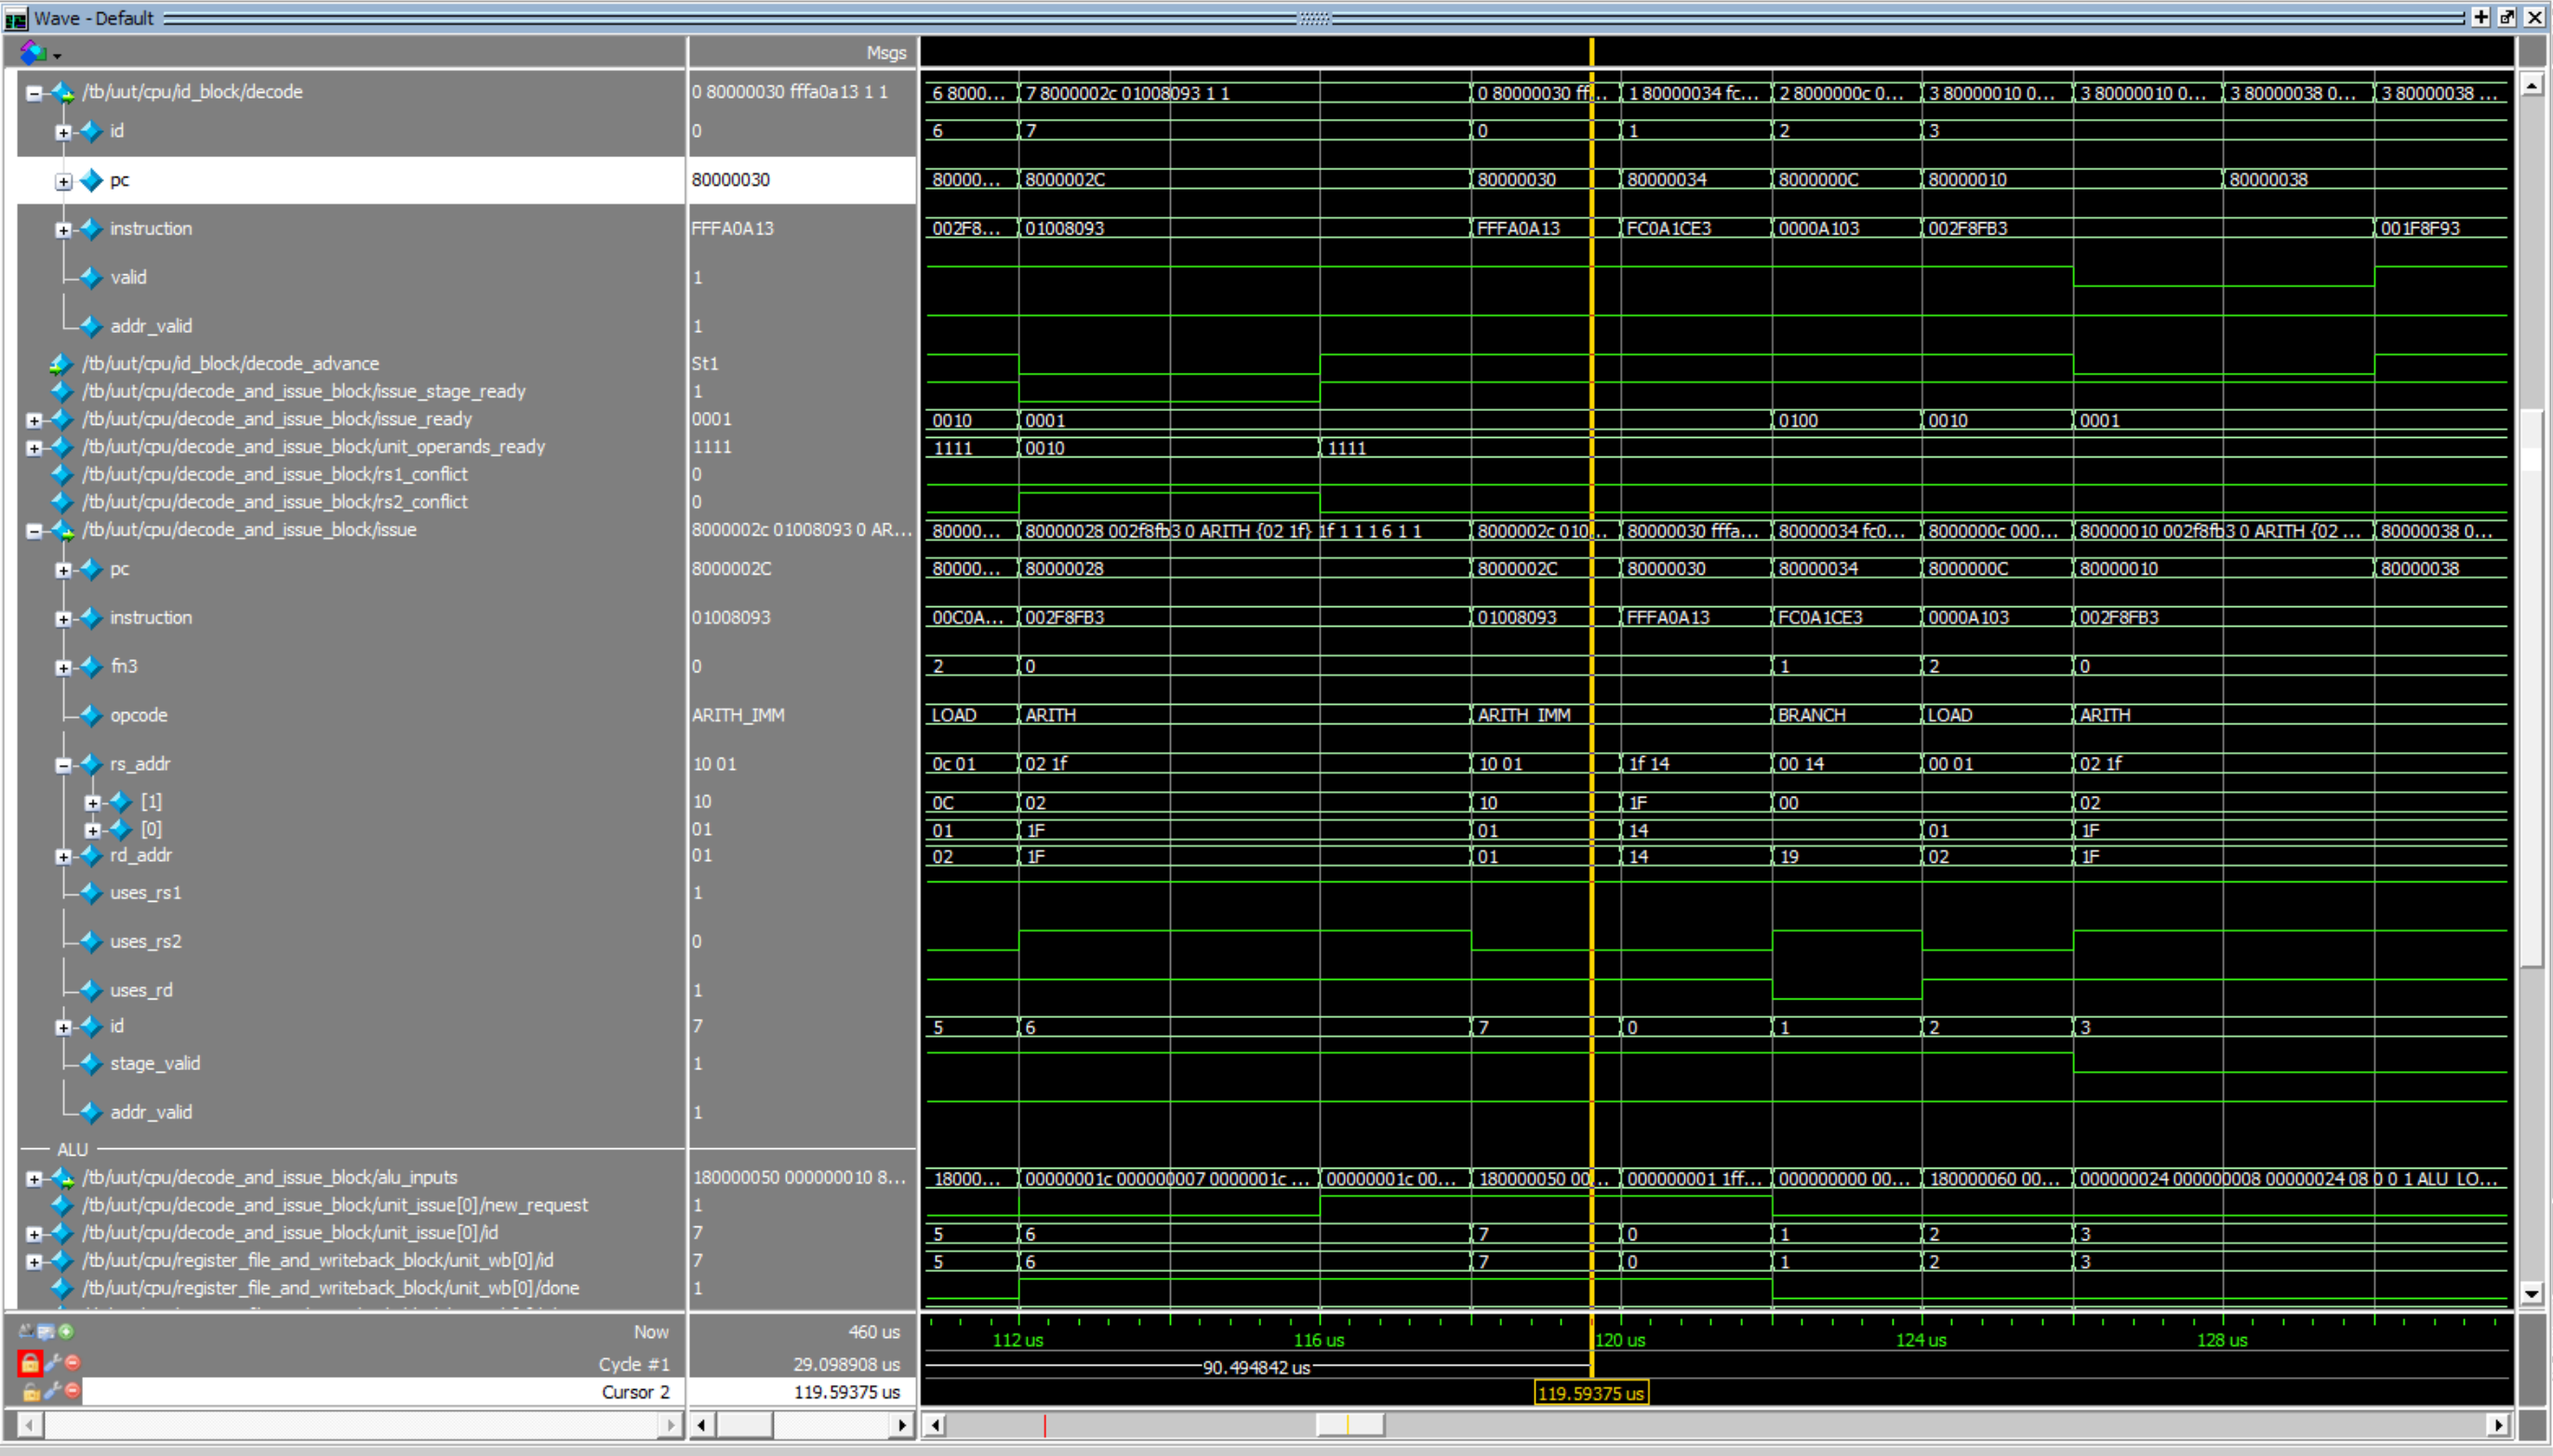 Wave - Default
Msgs
/tb/uut/cpu/id_block/decode 0 80000030 fffa0a13 1 1 6 8000... 7 8000002c 01008093 1 1 0 80000030 ff... 1 80000034 fc... 2 8000000c 0... 3 80000010 0... 3 80000010 0... 3 80000038 0... 3 80000038 ...
id 0 6 7 0 1 2 3
pc 80000030 80000... 8000002C 80000030 80000034 8000000C 80000010 80000038
instruction FFFA0A13 002F8... 01008093 FFFA0A13 FC0A1CE3 0000A103 002F8FB3 001F8F93
valid 1
addr_valid 1
/tb/uut/cpu/id_block/decode_advance St1
/tb/uut/cpu/decode_and_issue_block/issue_stage_ready 1
/tb/uut/cpu/decode_and_issue_block/issue_ready 0001 0010 0001 0100 0010 0001
/tb/uut/cpu/decode_and_issue_block/unit_operands_ready 1111 1111 0010 1111
/tb/uut/cpu/decode_and_issue_block/rs1_conflict 0
/tb/uut/cpu/decode_and_issue_block/rs2_conflict 0
/tb/uut/cpu/decode_and_issue_block/issue 8000002c 01008093 0 AR... 80000... 80000028 002f8fb3 0 ARITH {02 1f} 1f 1 1 1 6 1 1 8000002c 010... 80000030 fffa... 80000034 fc0... 8000000c 000... 80000010 002f8fb3 0 ARITH {02 ... 80000038 0...
pc 8000002C 80000... 80000028 8000002C 80000030 80000034 8000000C 80000010 80000038
instruction 01008093 00C0A... 002F8FB3 01008093 FFFA0A13 FC0A1CE3 0000A103 002F8FB3
fn3 0 2 0 1 2 0
opcode ARITH_IMM LOAD ARITH ARITH_IMM BRANCH LOAD ARITH
rs_addr 10 01 0c 01 02 1f 10 01 1f 14 00 14 00 01 02 1f
[1] 10 0C 02 10 1F 00 02
[0] 01 01 1F 01 14 01 1F
rd_addr 01 02 1F 01 14 19 02 1F
uses_rs1 1
uses_rs2 0
uses_rd 1
id 7 5 6 7 0 1 2 3
stage_valid 1
addr_valid 1
ALU
/tb/uut/cpu/decode_and_issue_block/alu_inputs 180000050 000000010 8... 18000... 00000001c 000000007 0000001c ... 00000001c 00... 180000050 00... 000000001 1ff... 000000000 00... 180000060 00... 000000024 000000008 00000024 08 0 0 1 ALU_LO...
/tb/uut/cpu/decode_and_issue_block/unit_issue[0]/new_request 1
/tb/uut/cpu/decode_and_issue_block/unit_issue[0]/id 7 5 6 7 0 1 2 3
/tb/uut/cpu/register_file_and_writeback_block/unit_wb[0]/id 7 5 6 7 0 1 2 3
/tb/uut/cpu/register_file_and_writeback_block/unit_wb[0]/done 1
Now 460 us 112 us 116 us 120 us 124 us 128 us
Cycle #1 29.098908 us 90.494842 us
Cursor 2 119.59375 us 119.59375 us